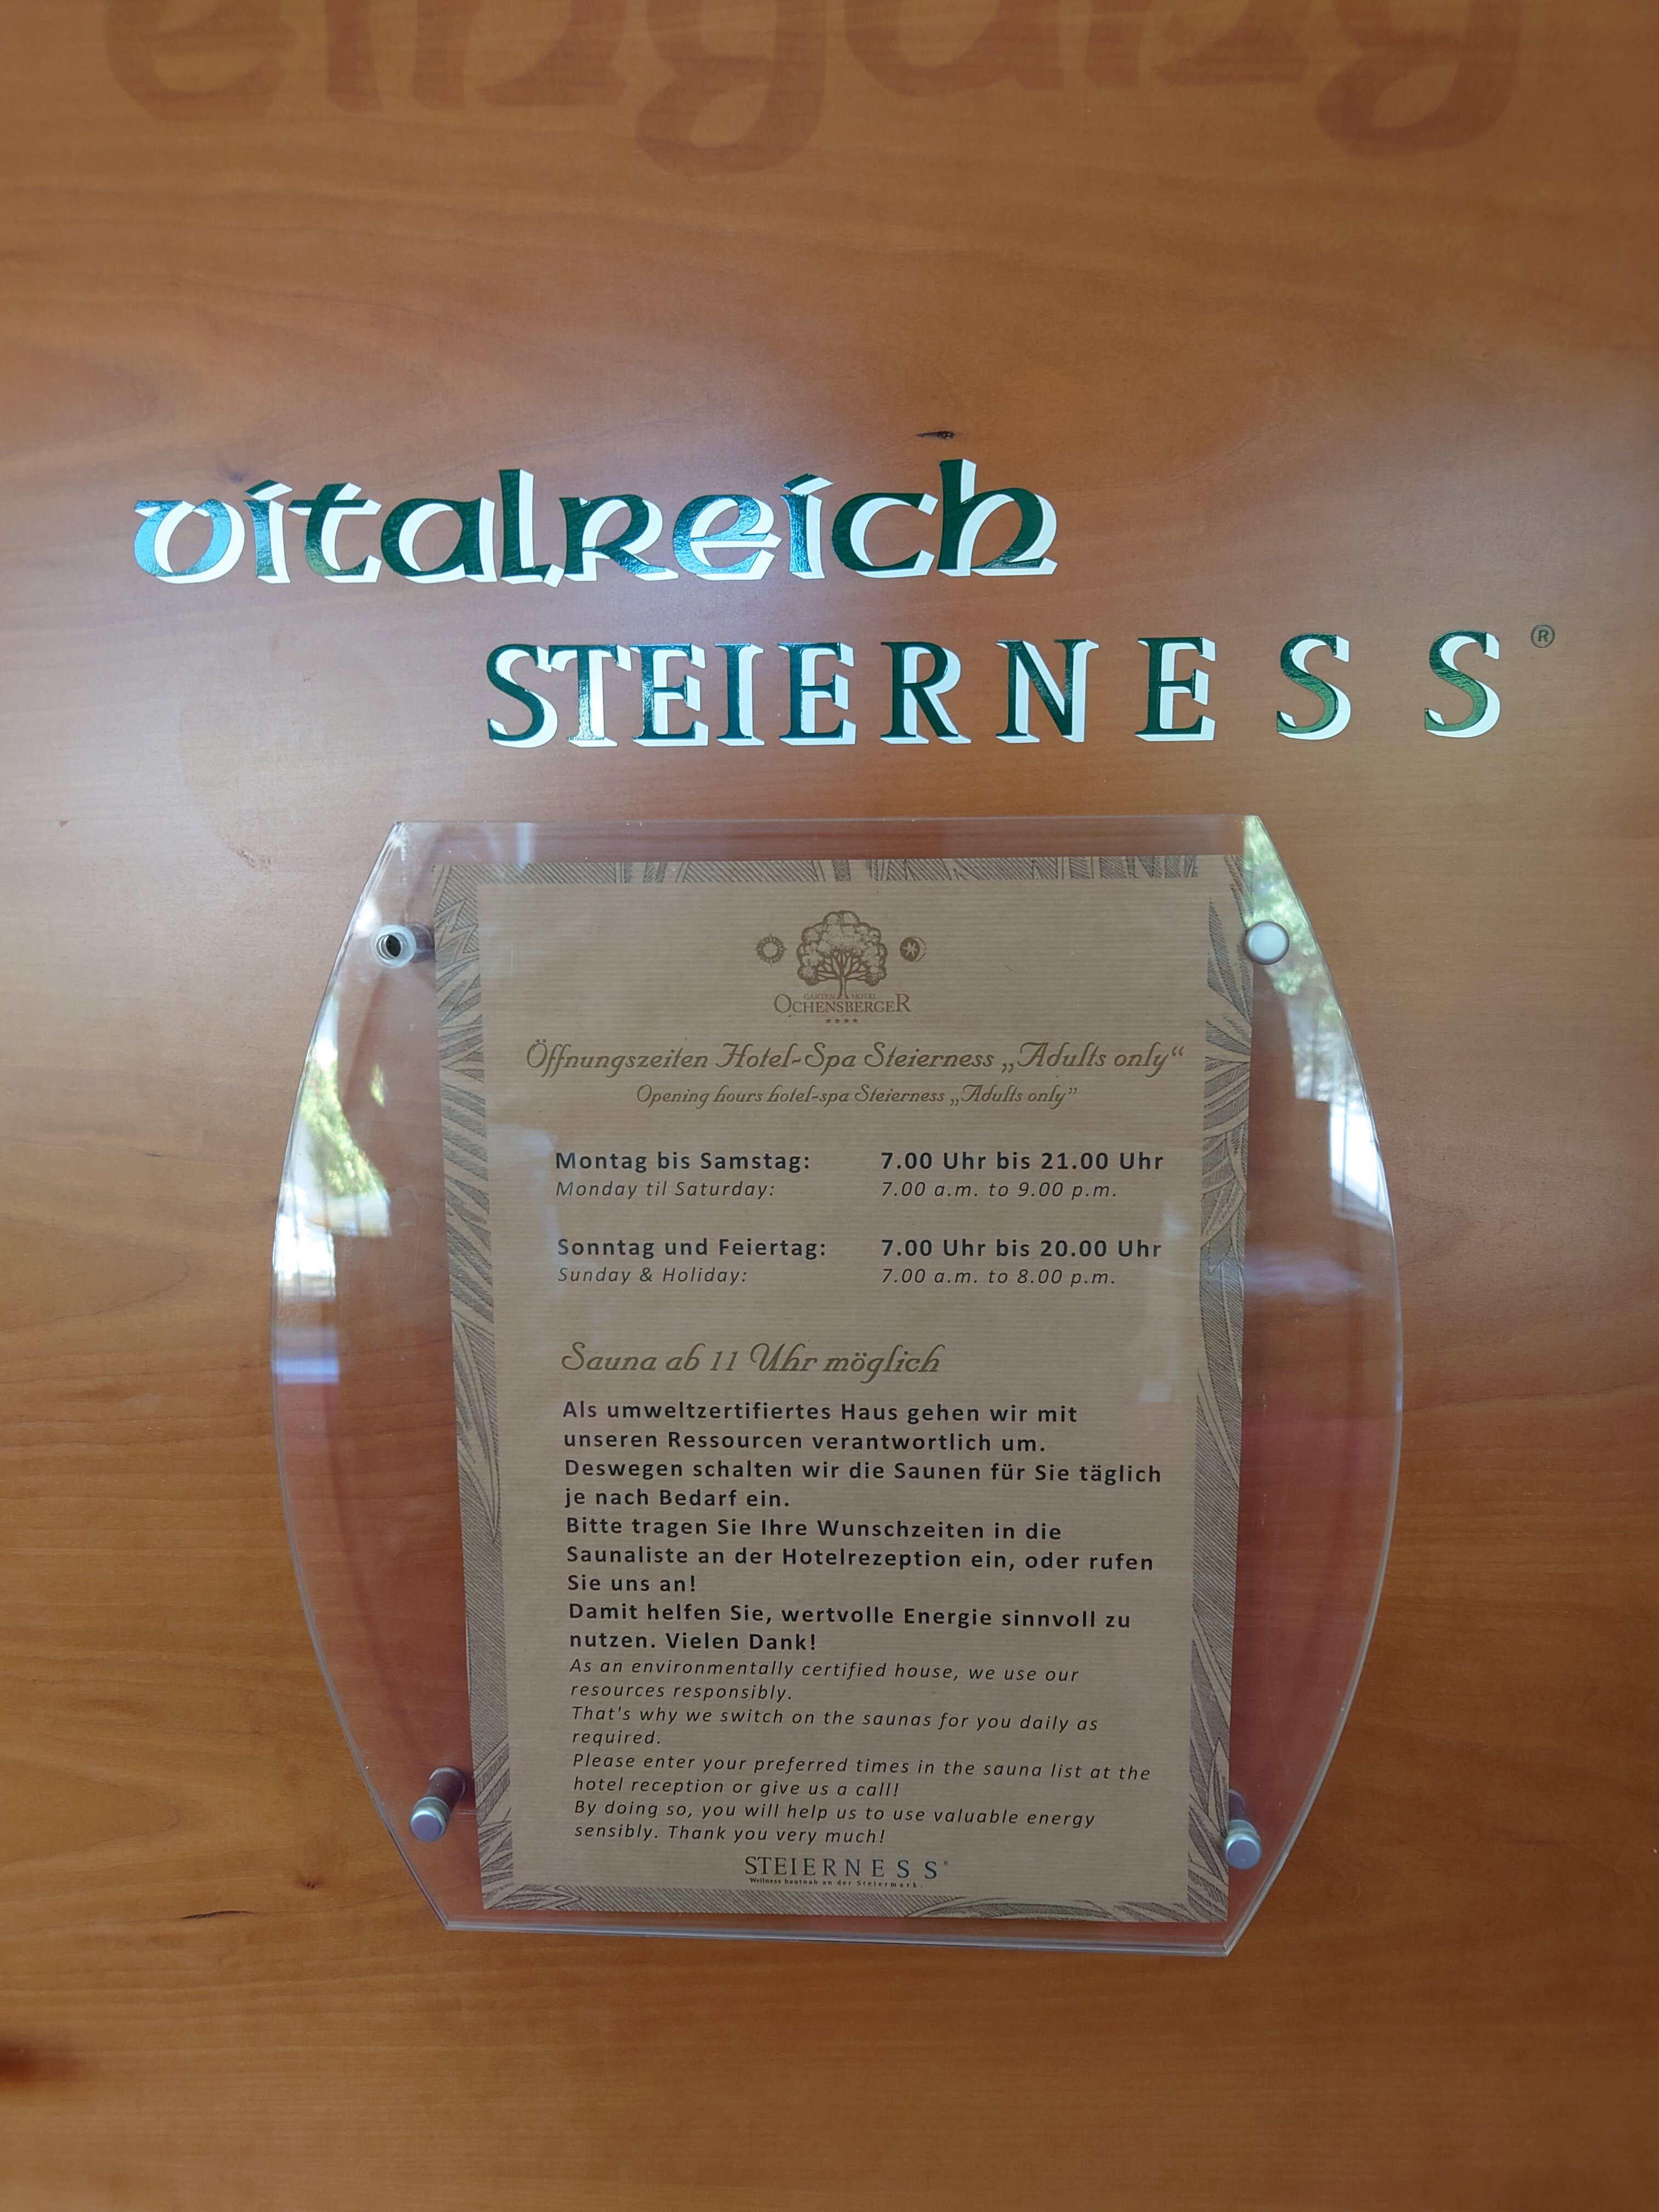 eingang
vitalreich
STEIERNESS®
GARTEN HOTEL
OCHENSBERGER
Öffnungszeiten Hotel-Spa Steierness „Adults only“
Opening hours hotel-spa Steierness „Adults only”
Montag bis Samstag: 7.00 Uhr bis 21.00 Uhr
Monday til Saturday: 7.00 a.m. to 9.00 p.m.
Sonntag und Feiertag: 7.00 Uhr bis 20.00 Uhr
Sunday & Holiday: 7.00 a.m. to 8.00 p.m.
Sauna ab 11 Uhr möglich
Als umweltzertifiertes Haus gehen wir mit
unseren Ressourcen verantwortlich um.
Deswegen schalten wir die Saunen für Sie täglich
je nach Bedarf ein.
Bitte tragen Sie Ihre Wunschzeiten in die
Saunaliste an der Hotelrezeption ein, oder rufen
Sie uns an!
Damit helfen Sie, wertvolle Energie sinnvoll zu
nutzen. Vielen Dank!
As an environmentally certified house, we use our
resources responsibly.
That's why we switch on the saunas for you daily as
required.
Please enter your preferred times in the sauna list at the
hotel reception or give us a call!
By doing so, you will help us to use valuable energy
sensibly. Thank you very much!
STEIERNESS®
Wellness hautnah an der Steiermark.